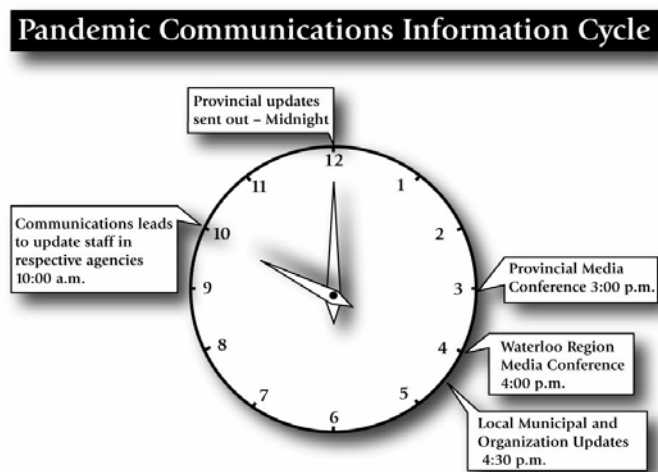 Pandemic Communications Information Cycle
Provincial updates
sent out – Midnight
12
11
1
Communications leads
to update staff in
respective agencies
10:00 a.m.
10
2
9
3
Provincial Media
Conference 3:00 p.m.
8
4
Waterloo Region
Media Conference
4:00 p.m.
7
5
6
Local Municipal and
Organization Updates
4:30 p.m.